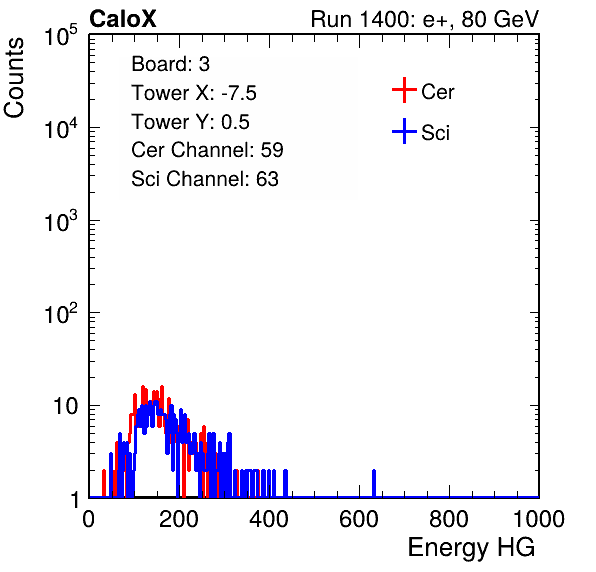 CaloX Run 1400: e+, 80 GeV
Counts
10^5
10^4
10^3
10^2
10
1
Board: 3
Tower X: -7.5
Tower Y: 0.5
Cer Channel: 59
Sci Channel: 63
Cer
Sci
0 200 400 600 800 1000
Energy HG